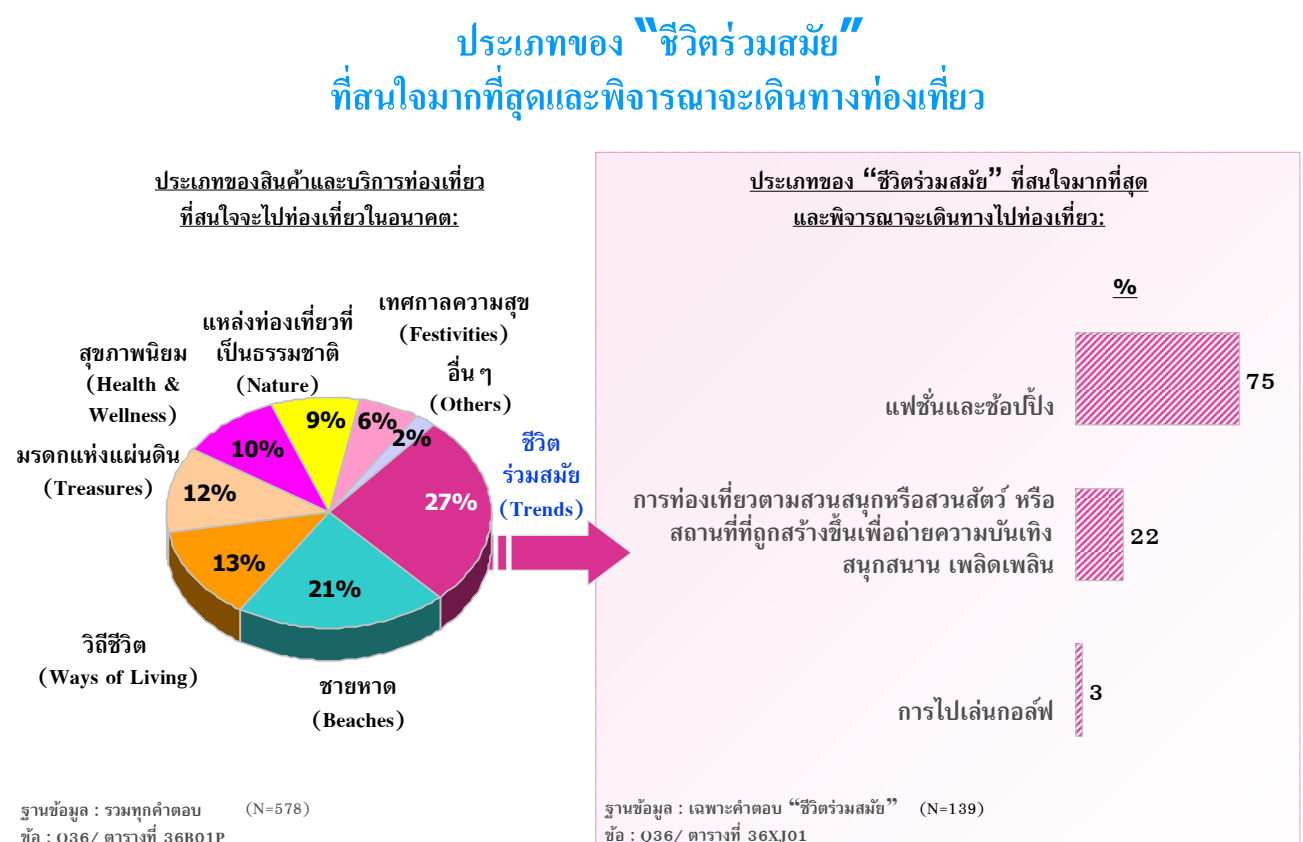 ประเภทของ "ชีวิตร่วมสมัย"
ที่สนใจมากที่สุดและพิจารณาจะเดินทางท่องเที่ยว
ประเภทของสินค้าและบริการท่องเที่ยว
ที่สนใจจะไปท่องเที่ยวในอนาคต:
เทศกาลความสุข
(Festivities)
แหล่งท่องเที่ยวที่
เป็นธรรมชาติ
(Nature)
สุขภาพนิยม
(Health &
Wellness)
อื่น ๆ
(Others)
มรดกแห่งแผ่นดิน
(Treasures)
ชีวิต
ร่วมสมัย
(Trends)
9%
6%
2%
10%
12%
27%
13%
21%
วิถีชีวิต
(Ways of Living)
ชายหาด
(Beaches)
ฐานข้อมูล : รวมทุกคำตอบ (N=578)
ข้อ : Q36/ ตารางที่ 36B01P
ประเภทของ “ชีวิตร่วมสมัย” ที่สนใจมากที่สุด
และพิจารณาจะเดินทางไปท่องเที่ยว:
%
แฟชั่นและช้อปปิ้ง
75
การท่องเที่ยวตามสวนสนุกหรือสวนสัตว์ หรือ
สถานที่ที่ถูกสร้างขึ้นเพื่อถ่ายความบันเทิง
สนุกสนาน เพลิดเพลิน
22
การไปเล่นกอล์ฟ
3
ฐานข้อมูล : เฉพาะคำตอบ “ชีวิตร่วมสมัย” (N=139)
ข้อ : Q36/ ตารางที่ 36XJ01